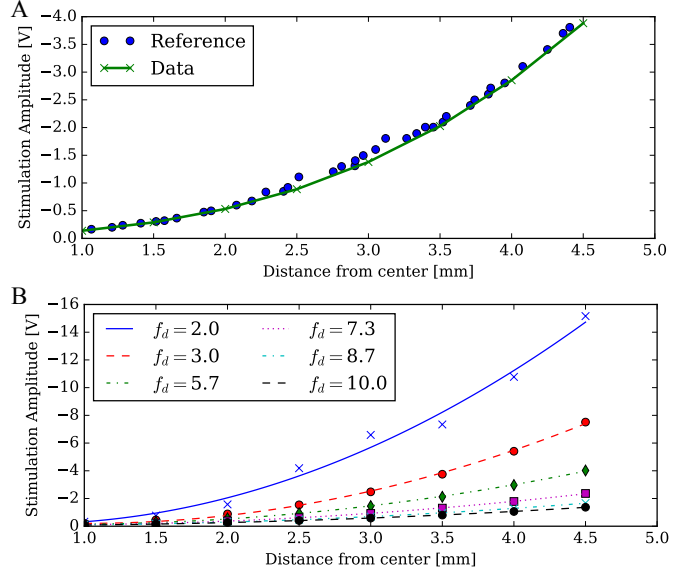 A
Stimulation Amplitude [V]
−4.0
−3.5
−3.0
−2.5
−2.0
−1.5
−1.0
−0.5
0.0
Reference
Data
1.0 1.5 2.0 2.5 3.0 3.5 4.0 4.5 5.0
Distance from center [mm]
B
Stimulation Amplitude [V]
−16
−14
−12
−10
−8
−6
−4
−2
0
f_d = 2.0
f_d = 3.0
f_d = 5.7
f_d = 7.3
f_d = 8.7
f_d = 10.0
1.0 1.5 2.0 2.5 3.0 3.5 4.0 4.5 5.0
Distance from center [mm]